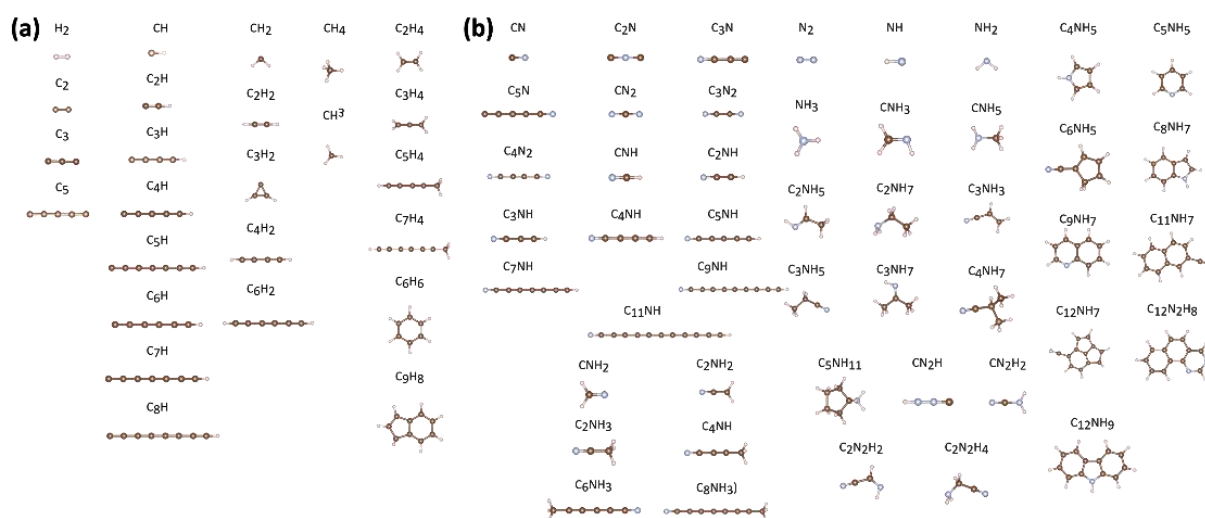 (a)
H2 CH CH2 CH4 C2H4
C2 C2H C2H2 CH3 C3H4
C3 C3H C3H2 C5H4
C5 C4H C4H2 C7H4
C5H C6H2 C6H6
C6H
C7H C9H8
C8H
(b)
CN C2N C3N N2 NH NH2 C4NH5 C5NH5
C5N CN2 C3N2 NH3 CNH3 CNH5
C4N2 CNH C2NH C6NH5 C8NH7
C3NH C4NH C5NH C2NH5 C2NH7 C3NH3 C9NH7 C11NH7
C7NH C9NH C3NH5 C3NH7 C4NH7
C11NH C12NH7 C12N2H8
CNH2 C2NH2 C5NH11 CN2H CN2H2
C2NH3 C4NH C2N2H2 C2N2H4 C12NH9
C6NH3 C8NH3)